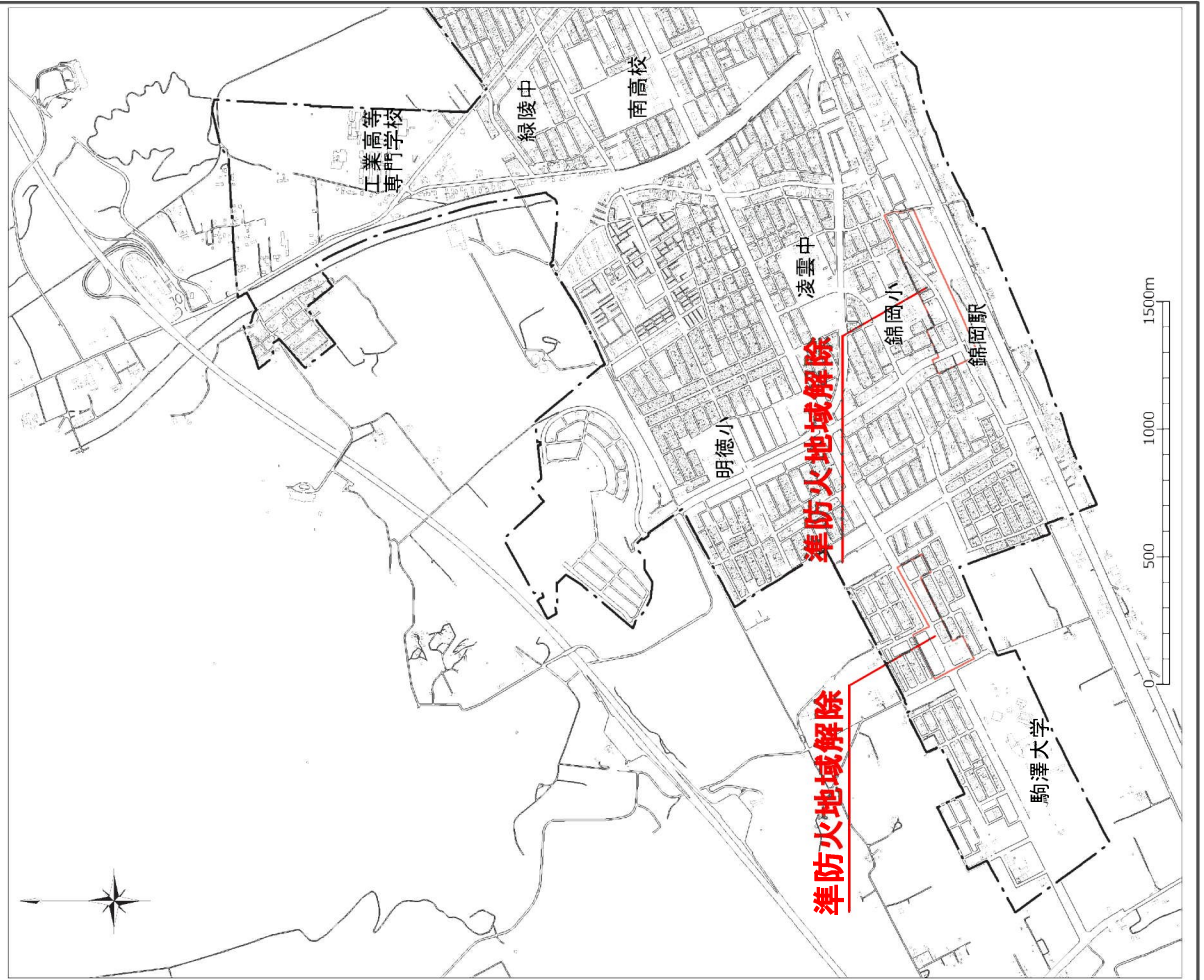 工業高等
専門学校
緑陵中
南高校
凌雲中
錦岡小
錦岡駅
明徳小
準防火地域解除
準防火地域解除
駒澤大学
0 500 1000 1500m